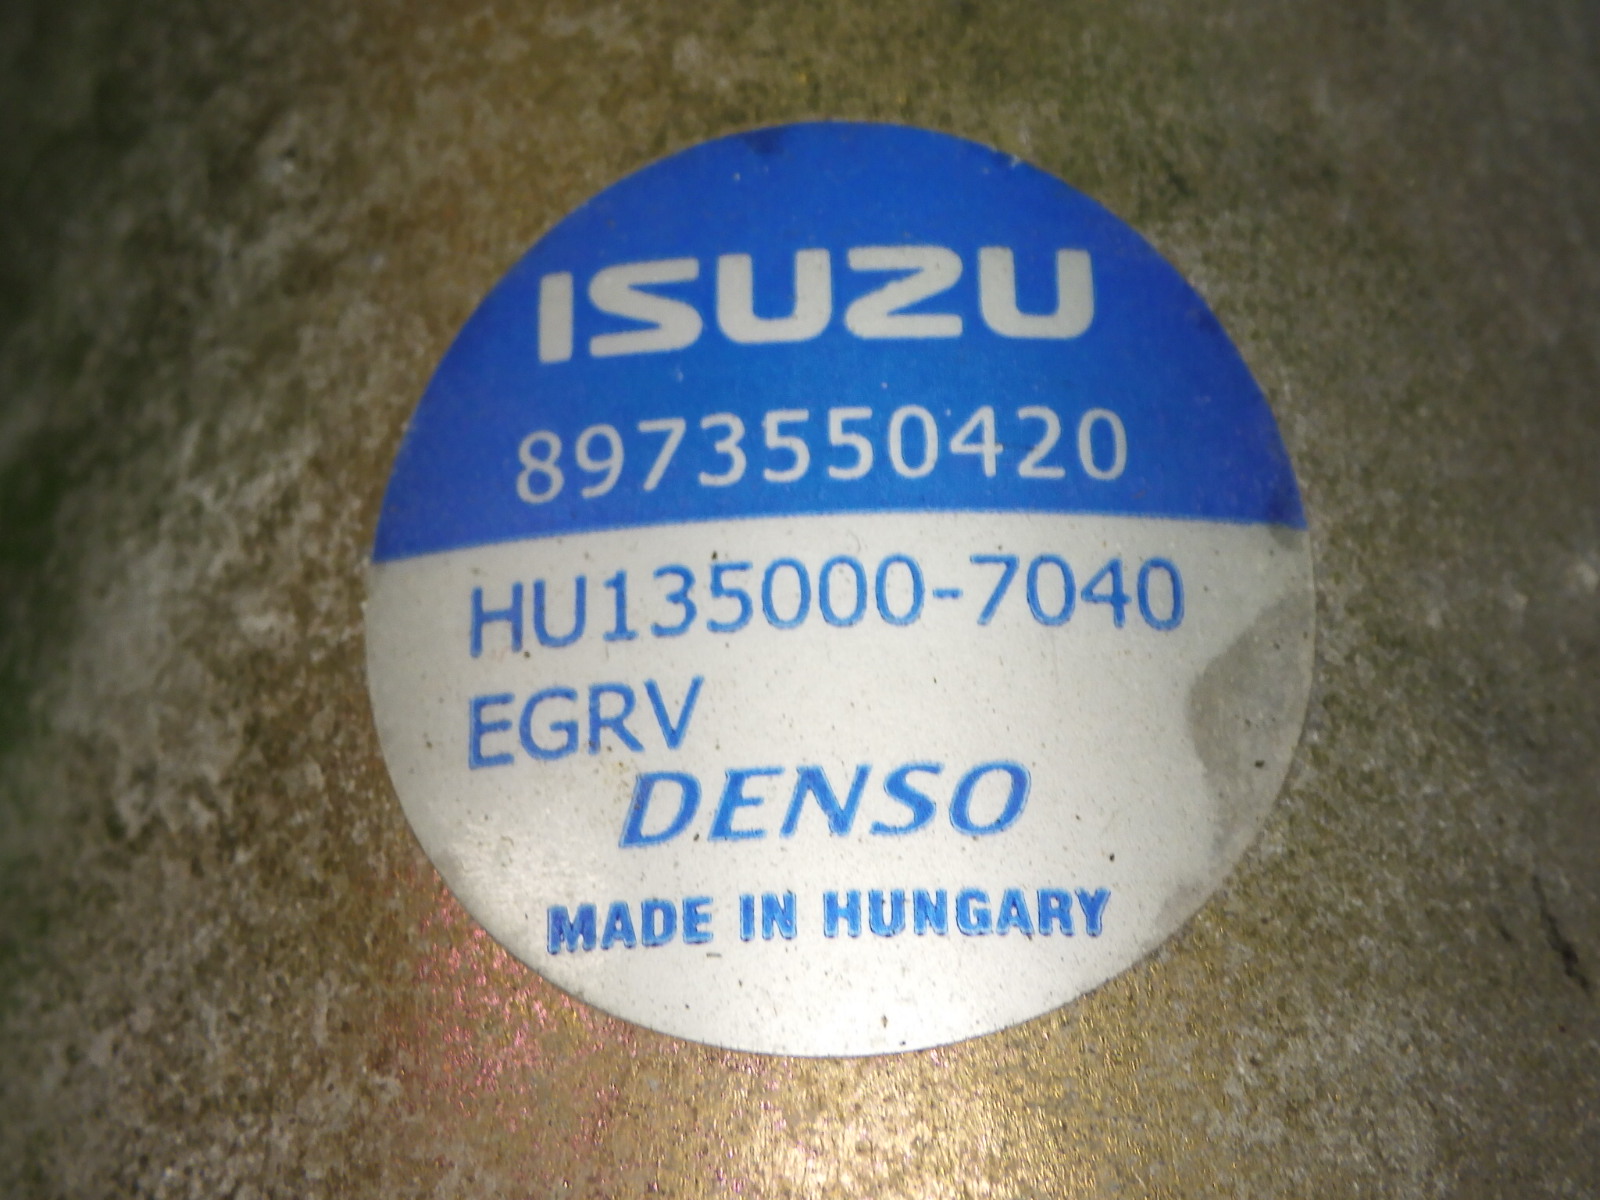 ISUZU
8973550420
HU135000-7040
EGRV
DENSO
MADE IN HUNGARY